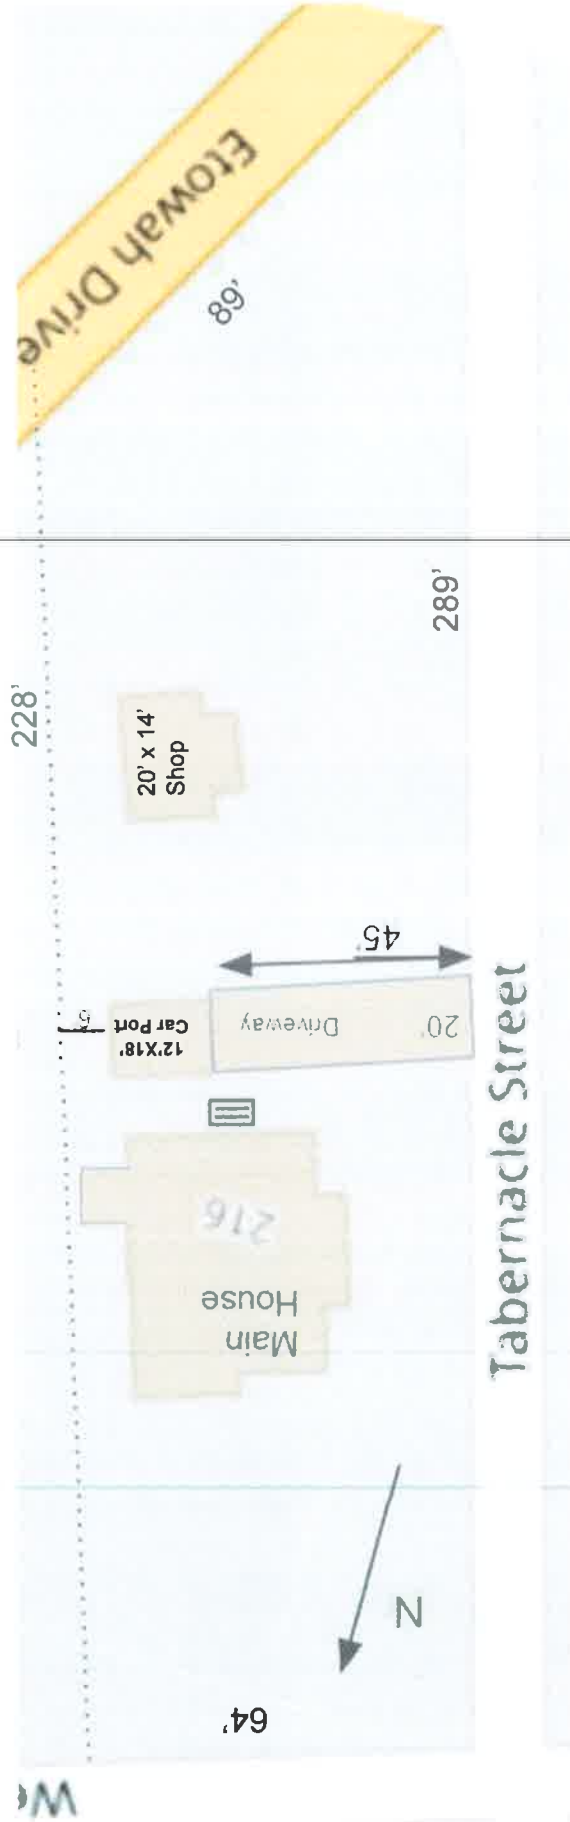 Etowah Drive
89'
228'
289'
20' x 14'
Shop
45'
5'
12'X18'
Car Port
Driveway
20'
216
Main
House
Tabernacle Street
N
64'